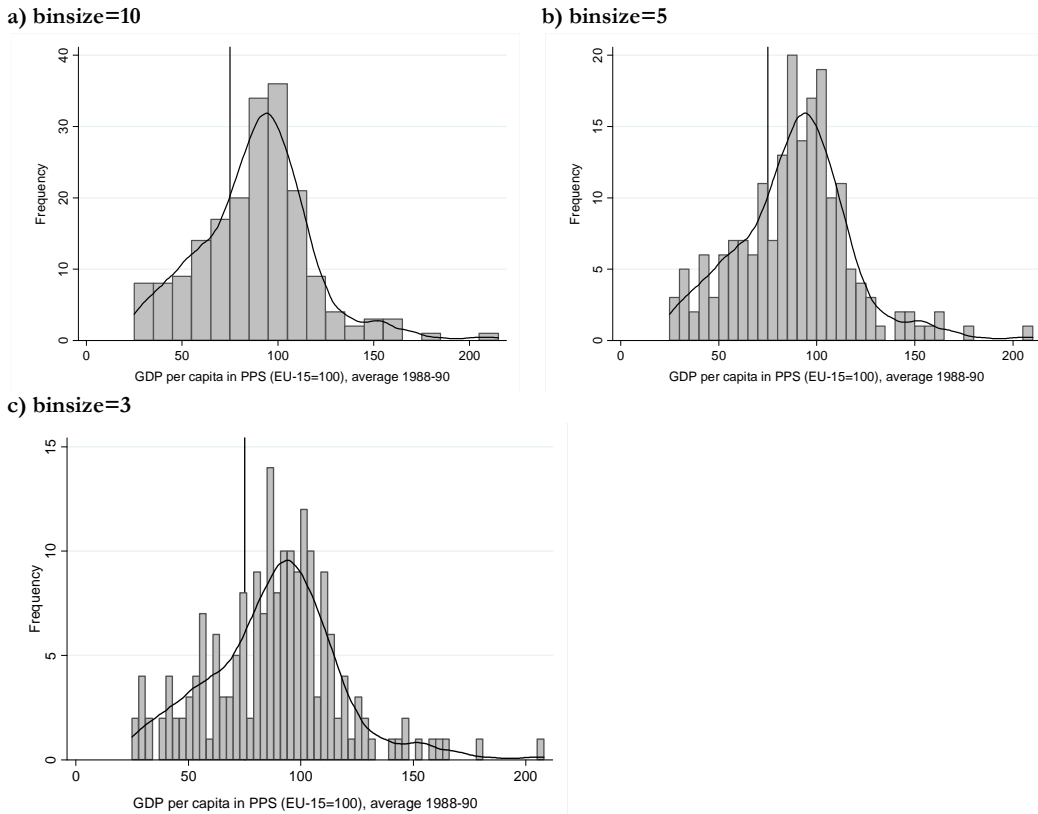 a) binsize=10
40
30
20
10
0
Frequency
0 50 100 150 200
GDP per capita in PPS (EU-15=100), average 1988-90
b) binsize=5
20
15
10
5
0
Frequency
0 50 100 150 200
GDP per capita in PPS (EU-15=100), average 1988-90
c) binsize=3
15
10
5
0
Frequency
0 50 100 150 200
GDP per capita in PPS (EU-15=100), average 1988-90